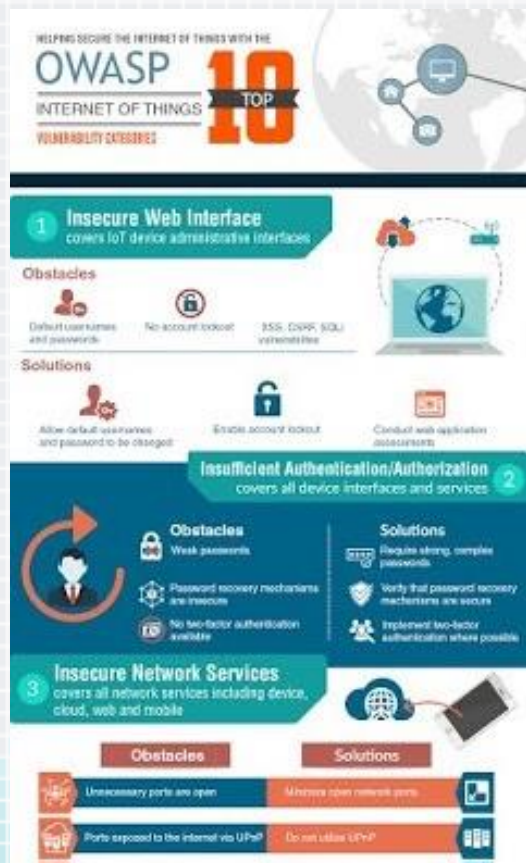 HELPING SECURE THE INTERNET OF THINGS WITH THE
OWASP
INTERNET OF THINGS
TOP
10
VULNERABILITY CATEGORIES
1
Insecure Web Interface
covers IoT device administrative interfaces
Obstacles
Default usernames
and passwords
No account lockout
XSS, CSRF, SQLi
vulnerabilities
Solutions
Allow default usernames
and password to be changed
Enable account lockout
Conduct web application
assessments
Insufficient Authentication/Authorization
covers all device interfaces and services
2
Obstacles
Weak passwords
Password recovery mechanisms
are insecure
No two-factor authentication
available
Solutions
Require strong, complex
passwords
Verify that password recovery
mechanisms are secure
Implement two-factor
authentication where possible
3
Insecure Network Services
covers all network services including device,
cloud, web and mobile
Obstacles
Solutions
Unnecessary ports are open
Minimize open network ports
Ports exposed to the internet via UPnP
Do not utilize UPnP